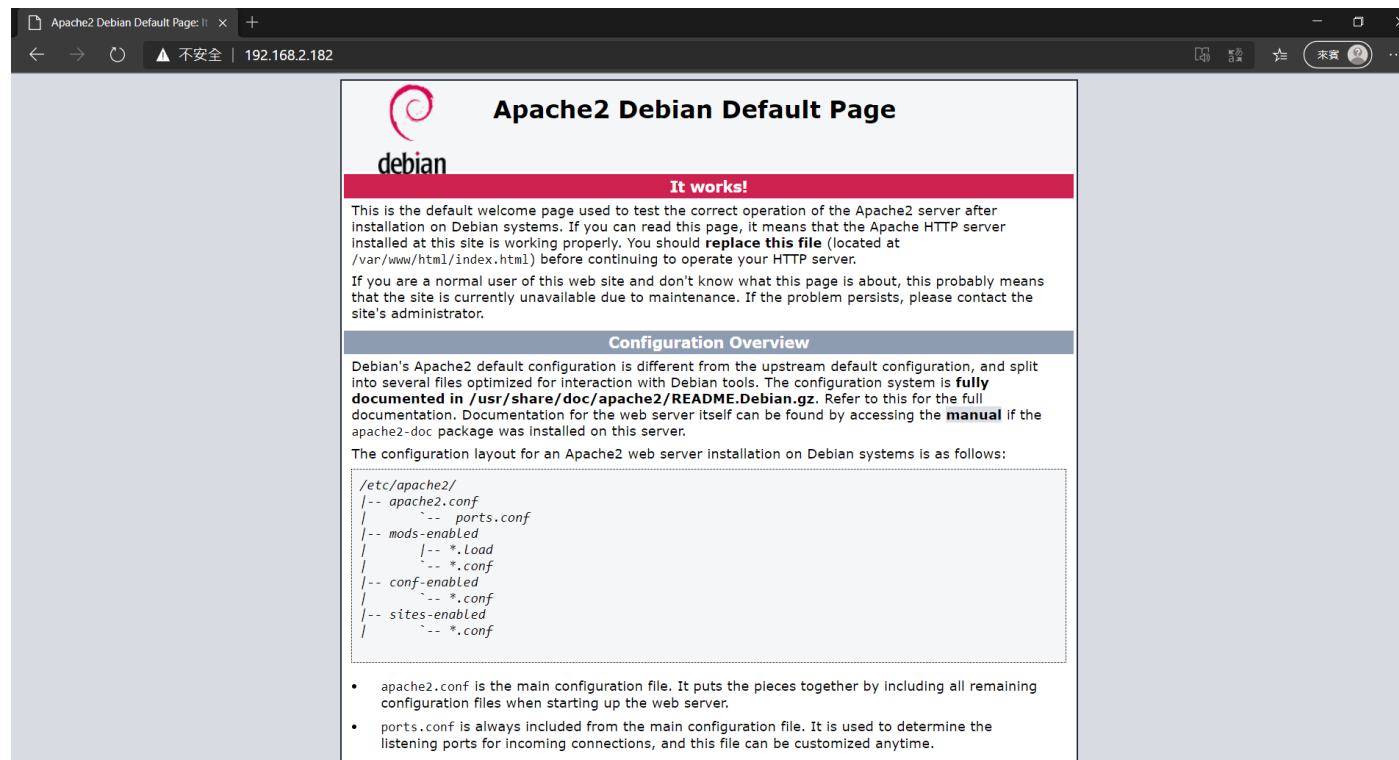 Apache2 Debian Default Page: It
不安全 | 192.168.2.182
來賓
debian
Apache2 Debian Default Page
It works!
This is the default welcome page used to test the correct operation of the Apache2 server after
installation on Debian systems. If you can read this page, it means that the Apache HTTP server
installed at this site is working properly. You should replace this file (located at
/var/www/html/index.html) before continuing to operate your HTTP server.
If you are a normal user of this web site and don't know what this page is about, this probably means
that the site is currently unavailable due to maintenance. If the problem persists, please contact the
site's administrator.
Configuration Overview
Debian's Apache2 default configuration is different from the upstream default configuration, and split
into several files optimized for interaction with Debian tools. The configuration system is fully
documented in /usr/share/doc/apache2/README.Debian.gz. Refer to this for the full
documentation. Documentation for the web server itself can be found by accessing the manual if the
apache2-doc package was installed on this server.
The configuration layout for an Apache2 web server installation on Debian systems is as follows:
/etc/apache2/
|-- apache2.conf
|       `--  ports.conf
|-- mods-enabled
|       |-- *.load
|       `-- *.conf
|-- conf-enabled
|       `-- *.conf
|-- sites-enabled
|       `-- *.conf
• apache2.conf is the main configuration file. It puts the pieces together by including all remaining
configuration files when starting up the web server.
• ports.conf is always included from the main configuration file. It is used to determine the
listening ports for incoming connections, and this file can be customized anytime.